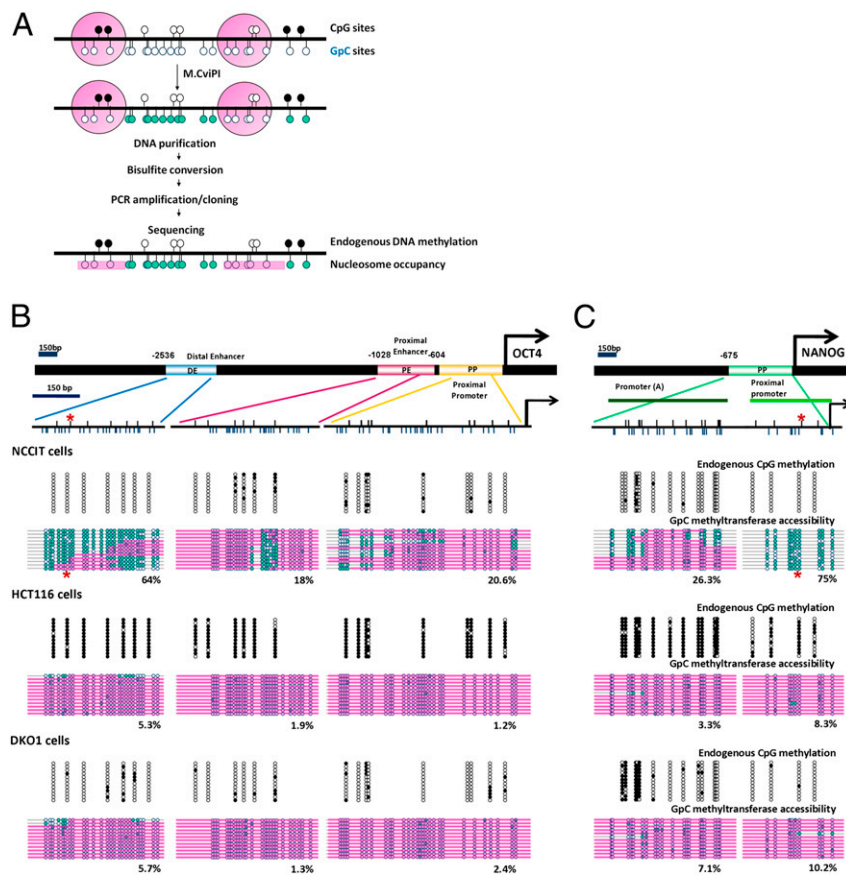 A
CpG sites
GpC sites
M.CviPI
DNA purification
Bisulfite conversion
PCR amplification/cloning
Sequencing
Endogenous DNA methylation
Nucleosome occupancy
B
150bp
-2536
Distal Enhancer
-1028
Proximal Enhancer
-604
OCT4
DE
PE
PP
150 bp
Proximal Promoter
*
NCCIT cells
64%
18%
20.6%
*
HCT116 cells
5.3%
1.9%
1.2%
DKO1 cells
5.7%
1.3%
2.4%
C
150bp
-675
NANOG
PP
Promoter (A)
Proximal promoter
*
Endogenous CpG methylation
GpC methyltransferase accessibility
*
26.3%
75%
Endogenous CpG methylation
GpC methyltransferase accessibility
3.3%
8.3%
Endogenous CpG methylation
GpC methyltransferase accessibility
7.1%
10.2%